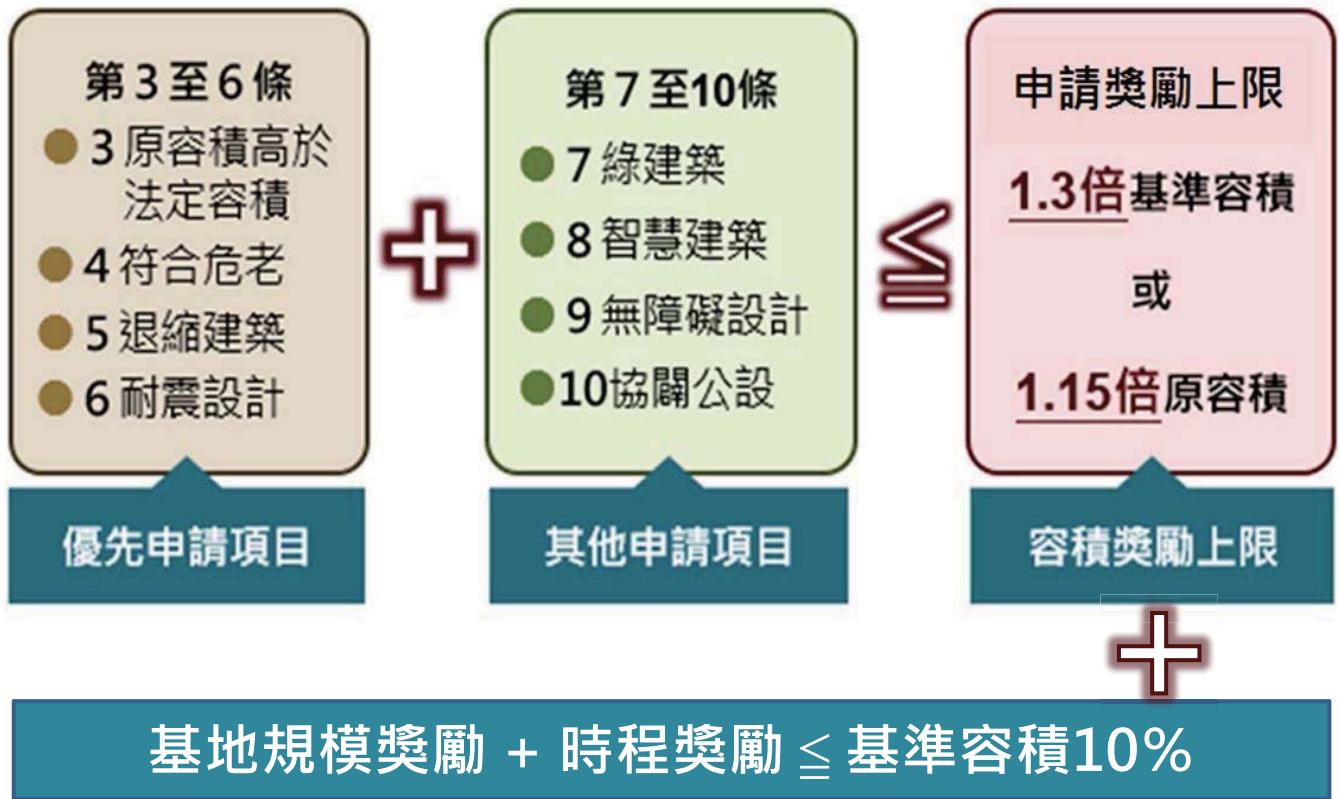 第3至6條
3 原容積高於
法定容積
4 符合危老
5 退縮建築
6 耐震設計
優先申請項目
+
第7至10條
7 綠建築
8 智慧建築
9 無障礙設計
10協闢公設
其他申請項目
≦
申請獎勵上限
1.3倍基準容積
或
1.15倍原容積
容積獎勵上限
+
基地規模獎勵 + 時程獎勵 ≦ 基準容積10%